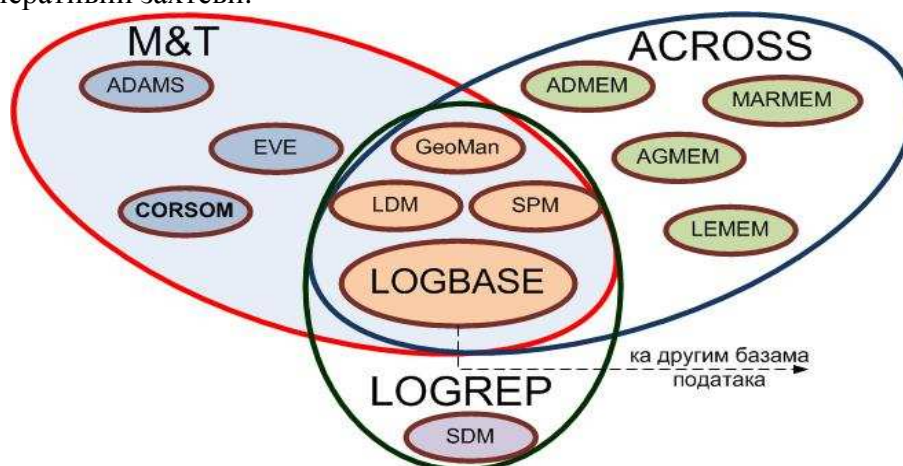 M&T
ACROSS
ADAMS
ADMEM
MARMEM
EVE
GeoMan
AGMEM
CORSOM
LDM
SPM
LEMEM
LOGBASE
ка другим базама
података
LOGREP
SDM